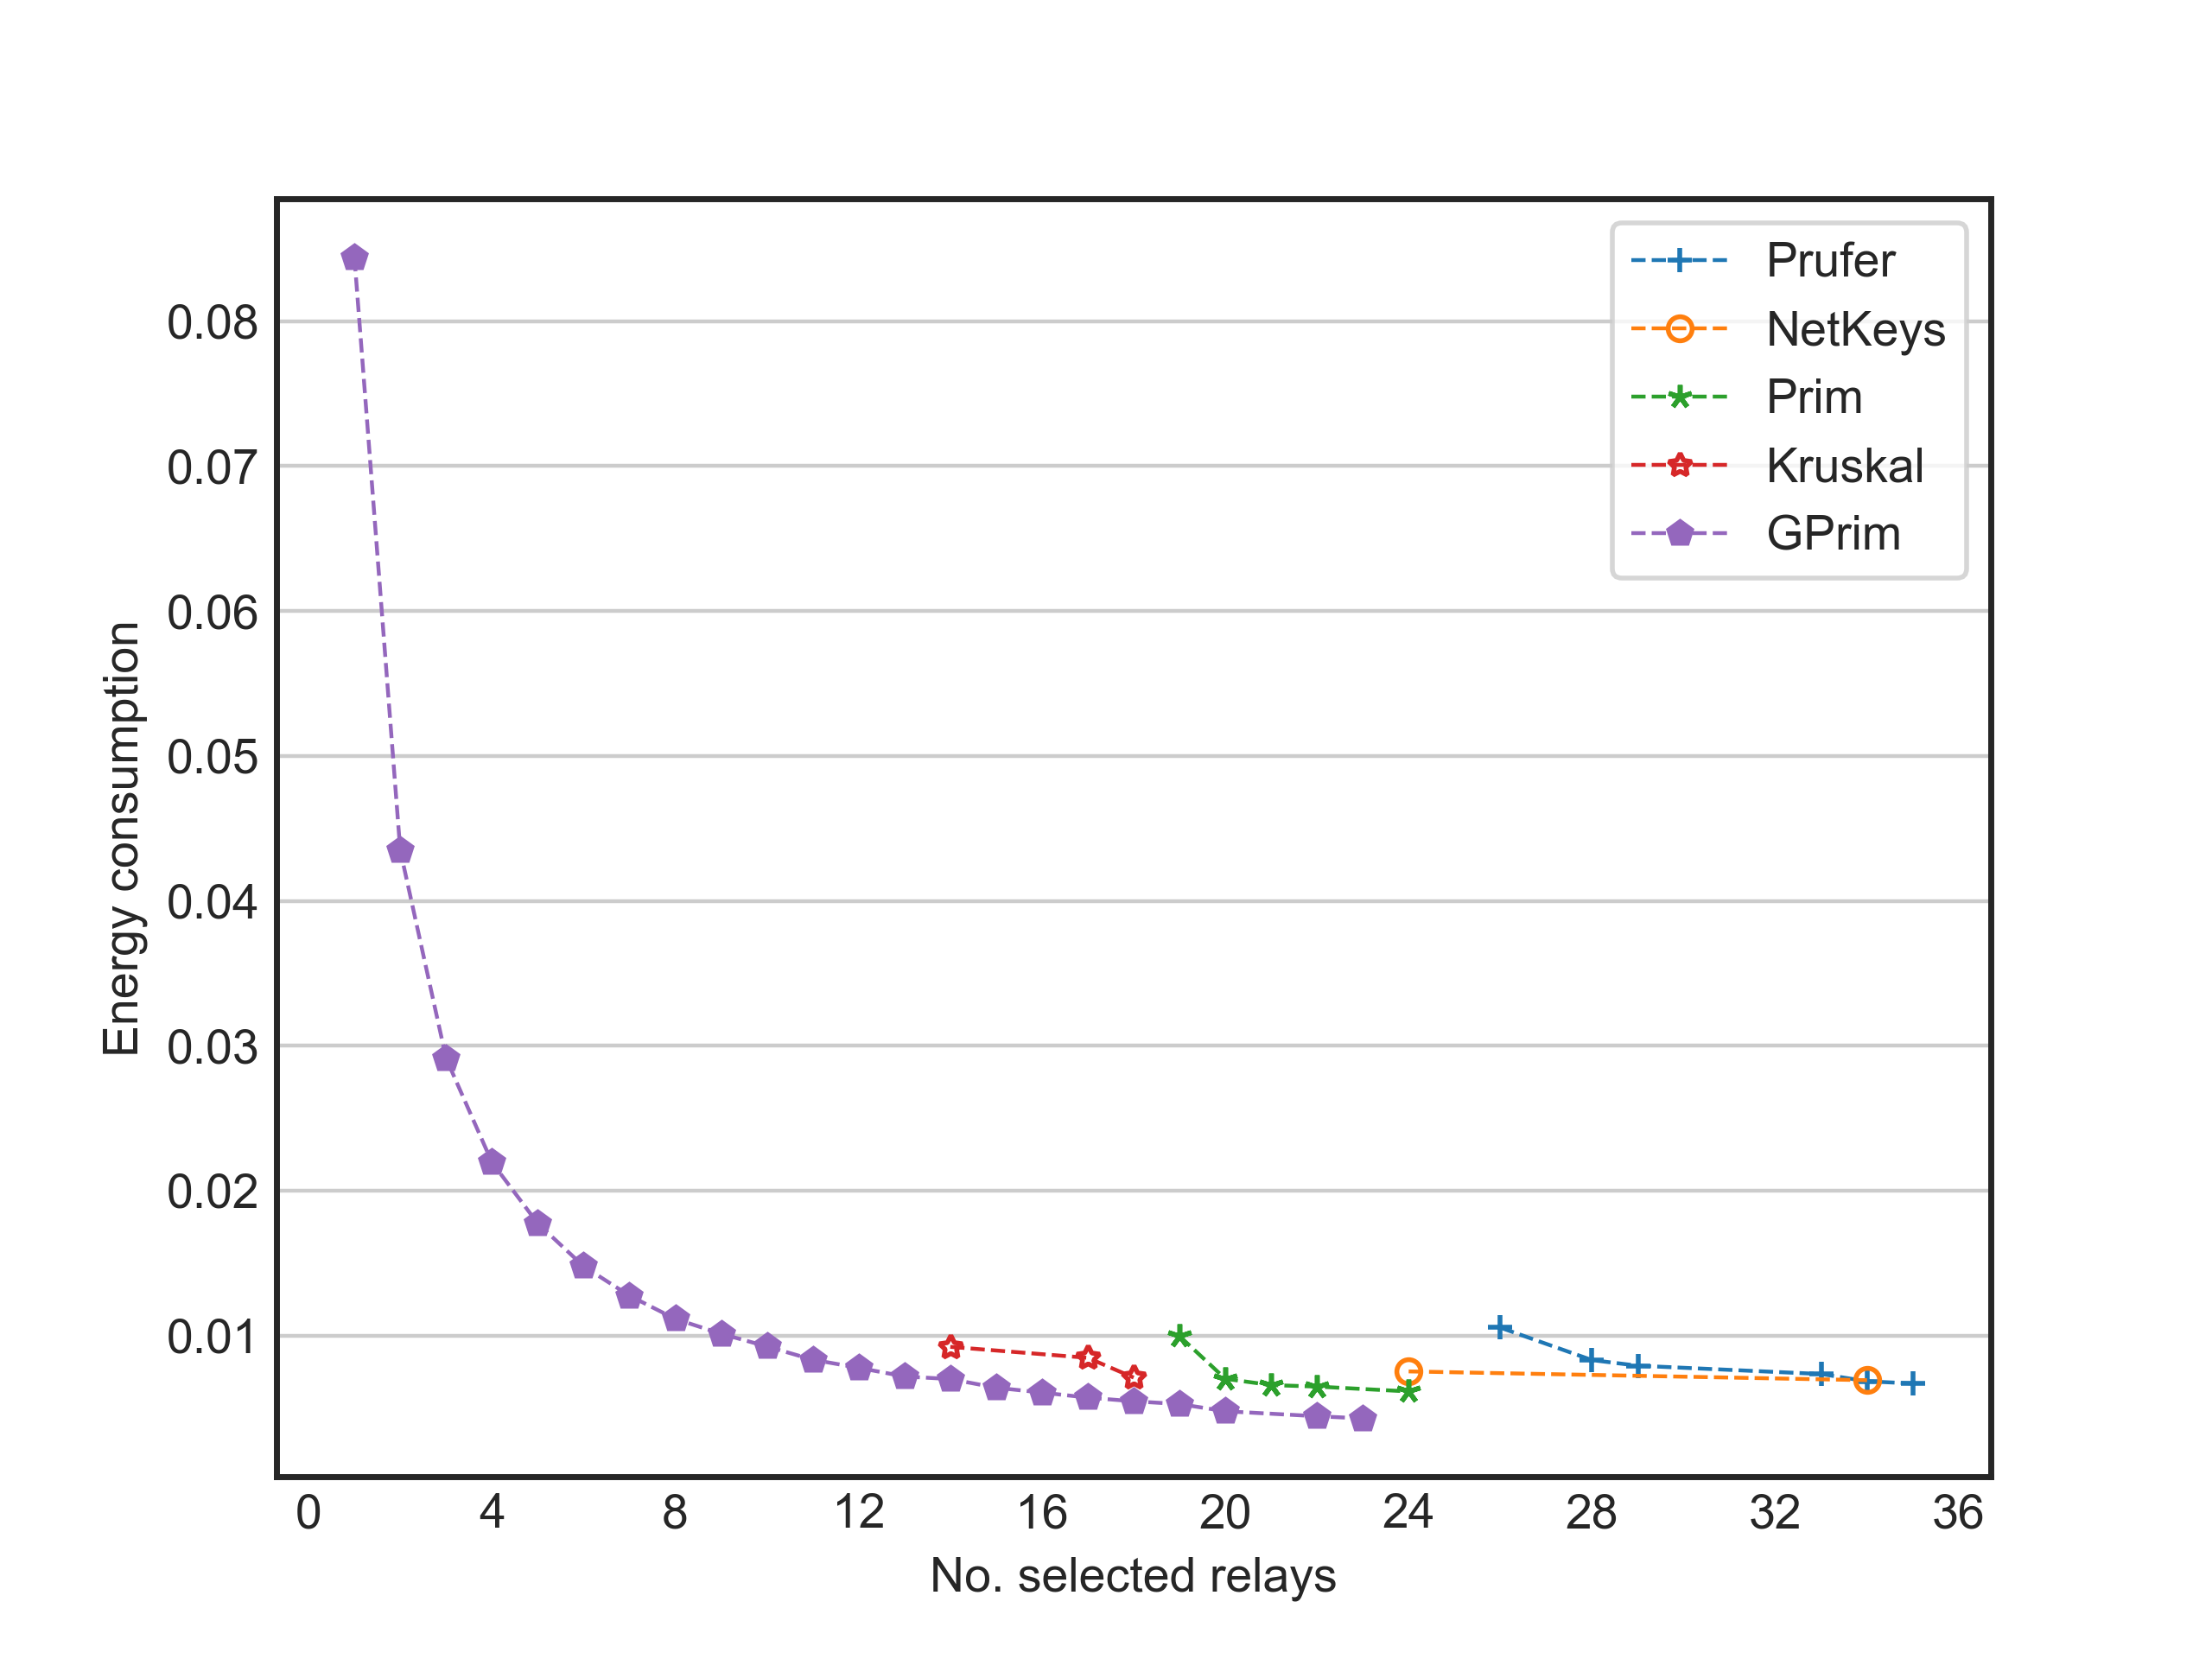 Prufer
NetKeys
Prim
Kruskal
GPrim
0.08
0.07
0.06
0.05
0.04
0.03
0.02
0.01
Energy consumption
0 4 8 12 16 20 24 28 32 36
No. selected relays